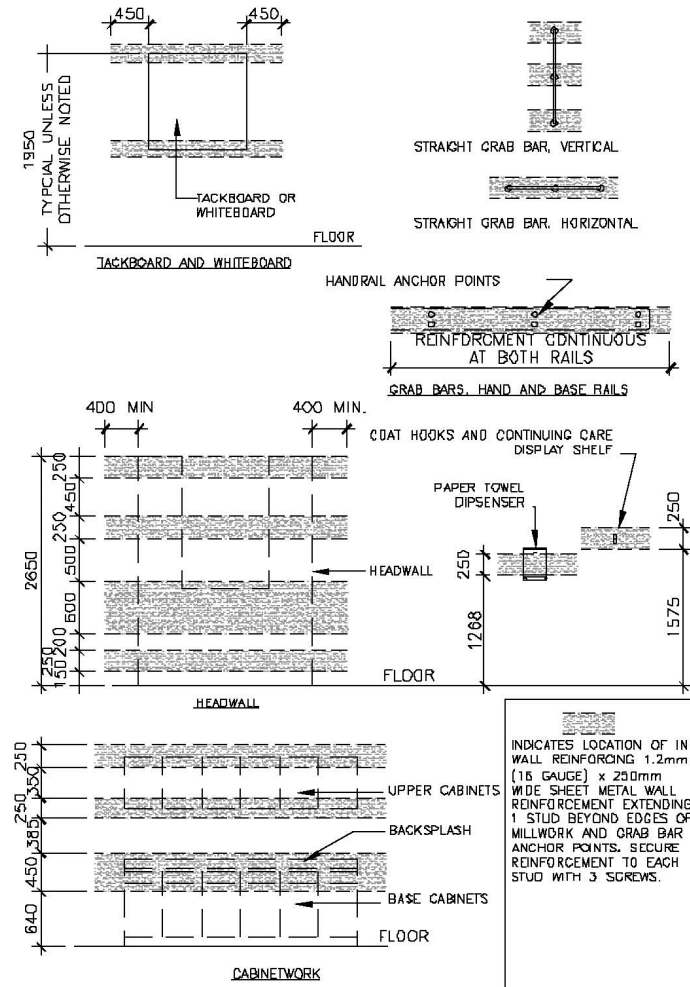 450
450
1950
TYPCIAL UNLESS
OTHERWISE NOTED
TACKBOARD OR
WHITEBOARD
FLOOR
TACKBOARD AND WHITEBOARD
STRAIGHT GRAB BAR, VERTICAL
STRAIGHT GRAB BAR, HORIZONTAL
HANDRAIL ANCHOR POINTS
REINFORCMENT CONTINUOUS
AT BOTH RAILS
GRAB BARS, HAND AND BASE RAILS
400 MIN
400 MIN.
2650
250
450
250
500
600
200
250
150
HEADWALL
FLOOR
HEADWALL
COAT HOOKS AND CONTINUING CARE
DISPLAY SHELF
PAPER TOWEL
DIPSENSER
250
1268
250
1575
250
350
250
385
450
640
UPPER CABINETS
BACKSPLASH
BASE CABINETS
FLOOR
CABINETWORK
INDICATES LOCATION OF IN
WALL REINFORCING 1.2mm
(16 GAUGE) x 250mm
WIDE SHEET METAL WALL
REINFORCEMENT EXTENDING
1 STUD BEYOND EDGES OF
MILLWORK AND GRAB BAR
ANCHOR POINTS. SECURE
REINFORCEMENT TO EACH
STUD WITH 3 SCREWS.